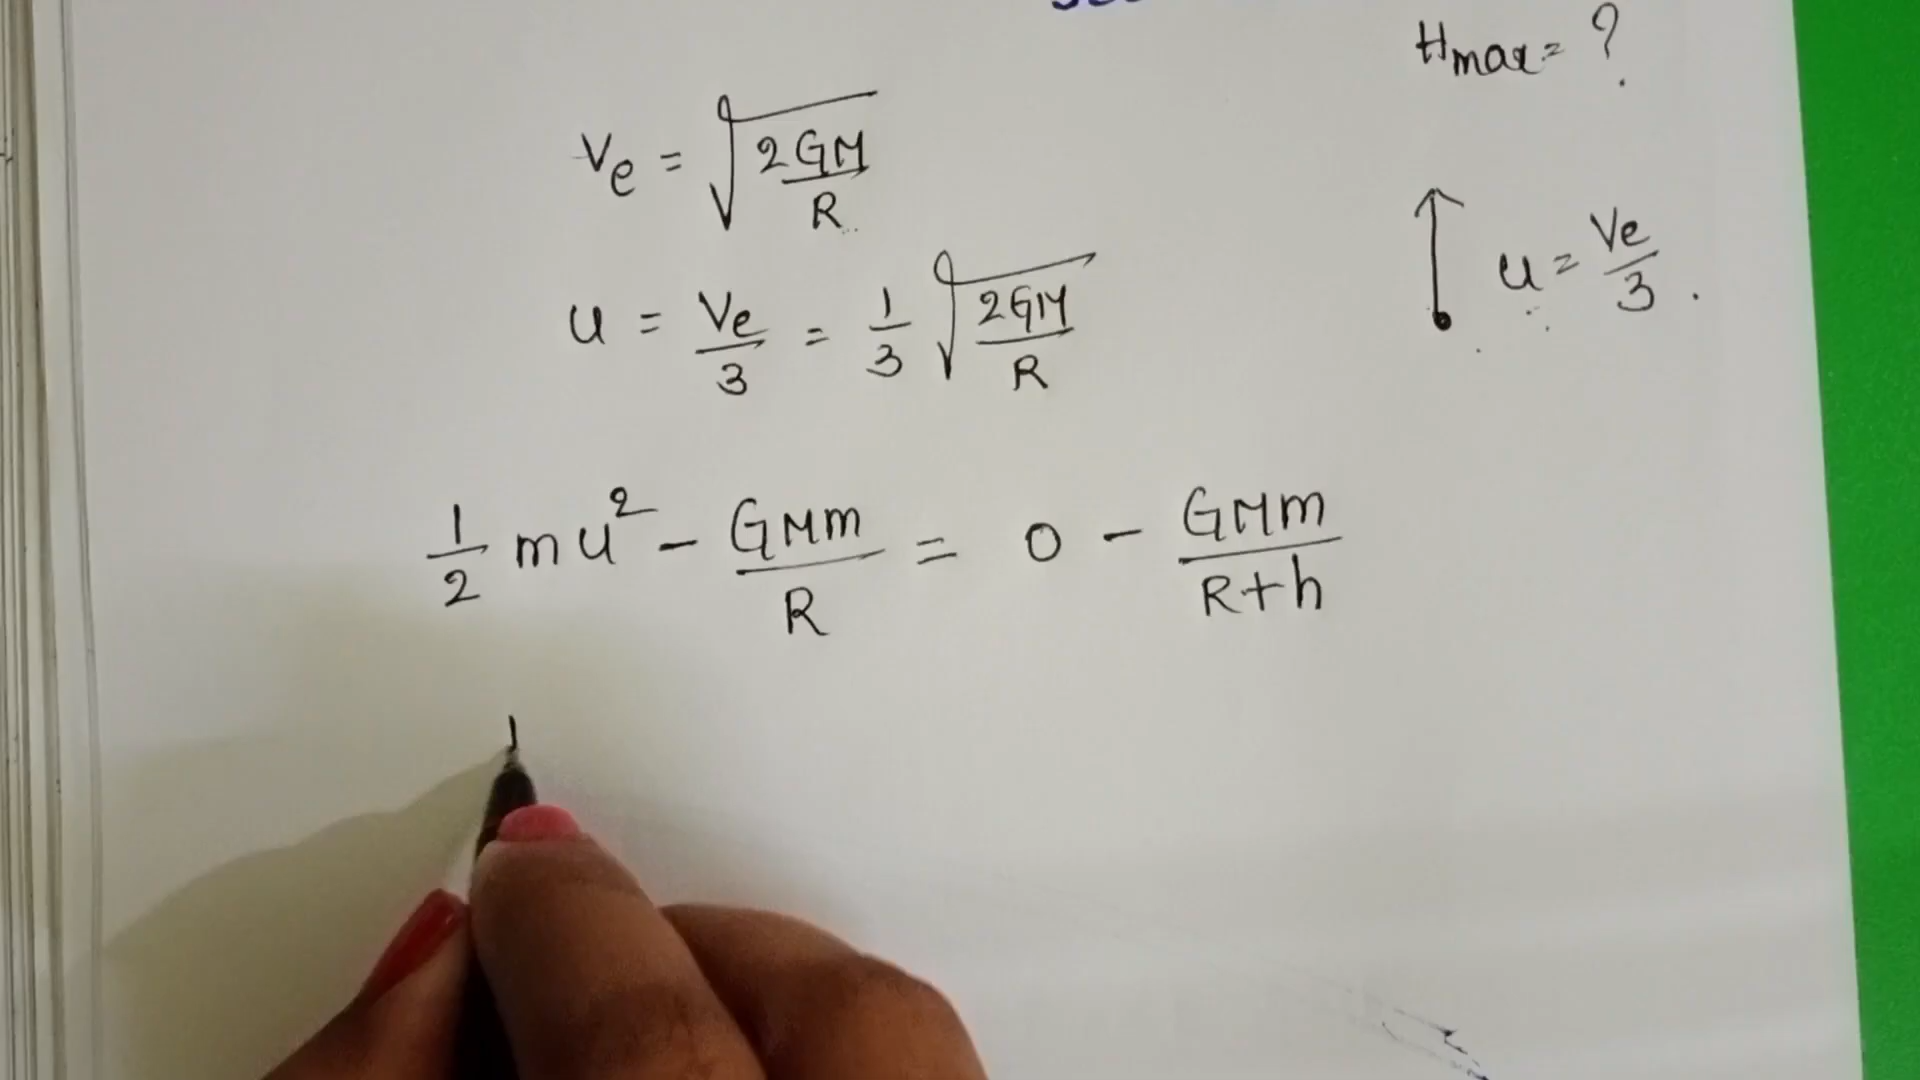 Hmax = ?
Ve = √(2GM/R)
u = Ve/3 .
u = Ve/3 = 1/3 √(2GM/R)
1/2 mu² - GMm/R = 0 - GMm/R+h